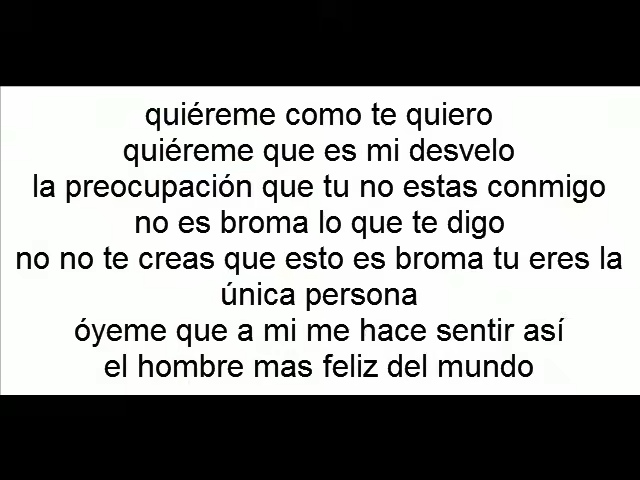 quiéreme como te quiero
quiéreme que es mi desvelo
la preocupación que tu no estas conmigo
no es broma lo que te digo
no no te creas que esto es broma tu eres la
única persona
óyeme que a mi me hace sentir así
el hombre mas feliz del mundo